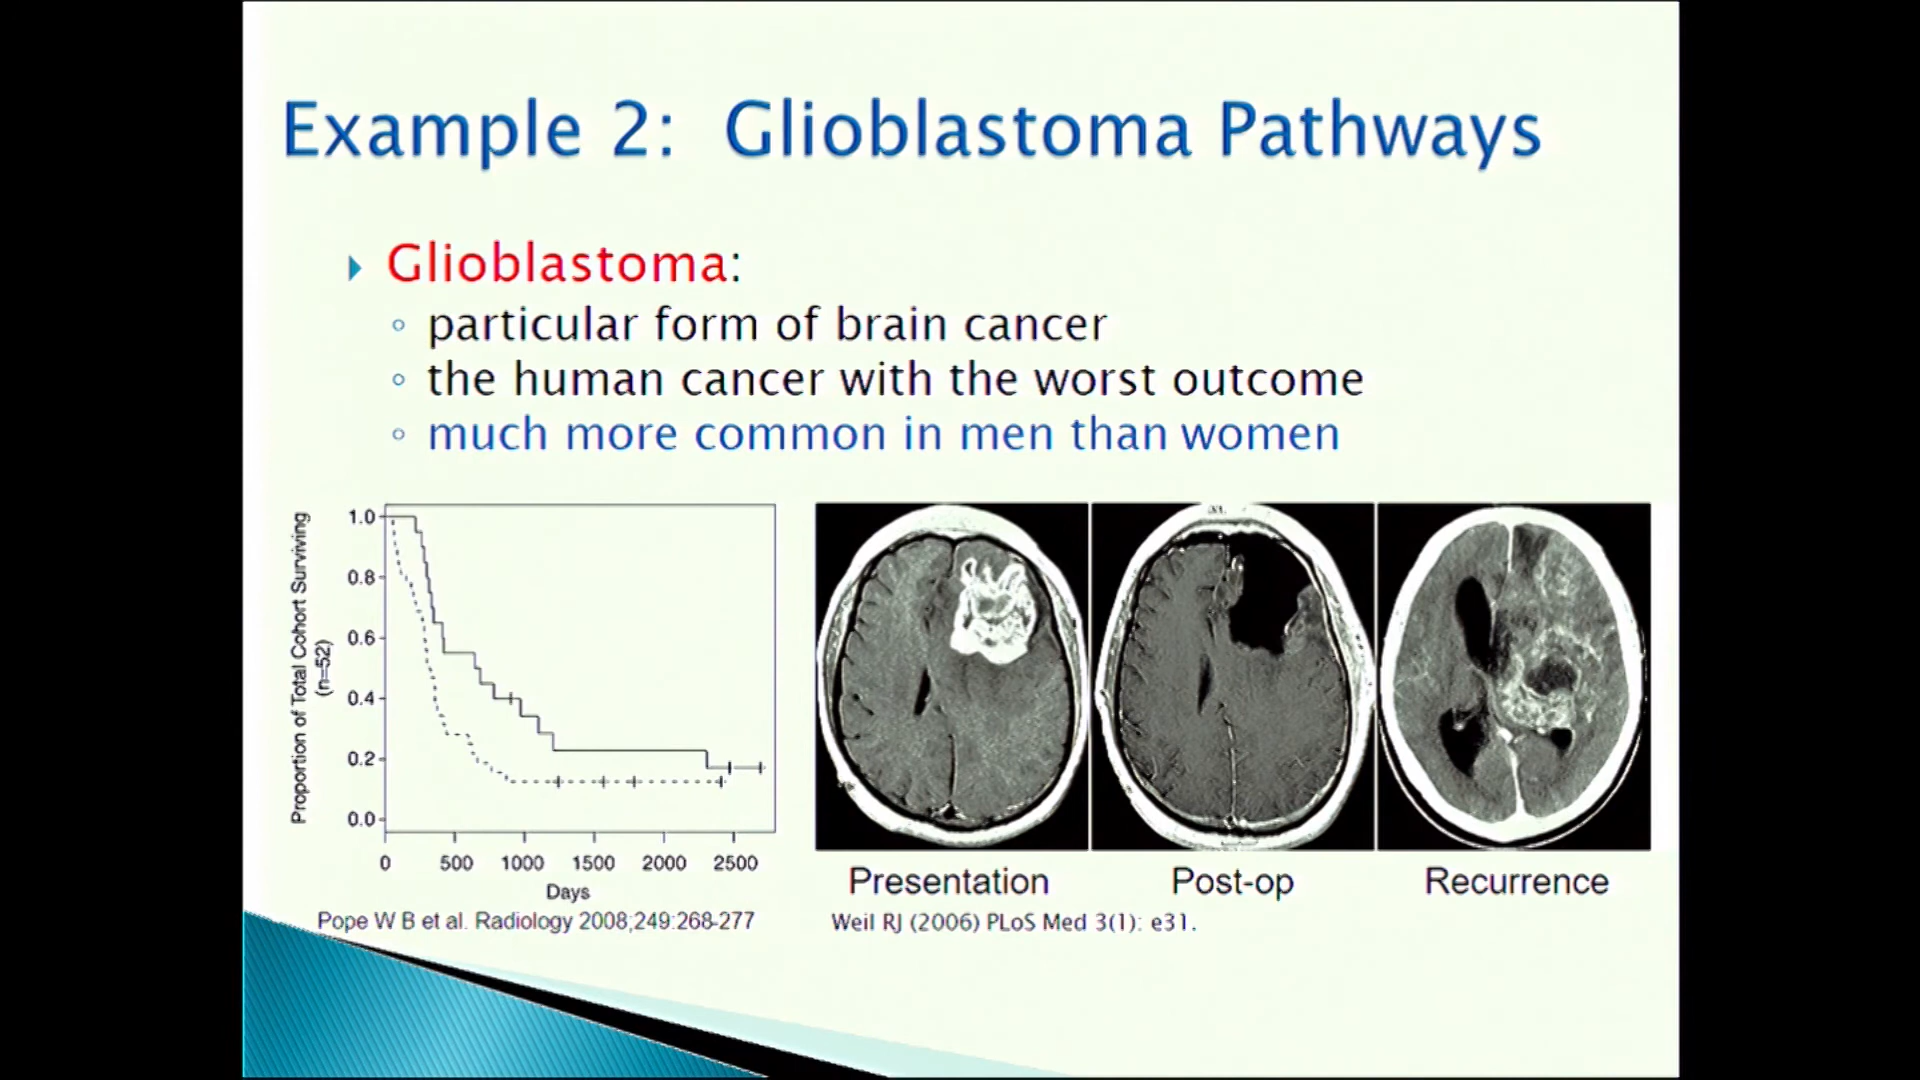 Example 2: Glioblastoma Pathways
Glioblastoma:
particular form of brain cancer
the human cancer with the worst outcome
much more common in men than women
Proportion of Total Cohort Surviving
(n=52)
1.0
0.8
0.6
0.4
0.2
0.0
0 500 1000 1500 2000 2500
Days
Pope W B et al. Radiology 2008;249:268-277
Presentation Post-op Recurrence
Weil RJ (2006) PLoS Med 3(1): e31.